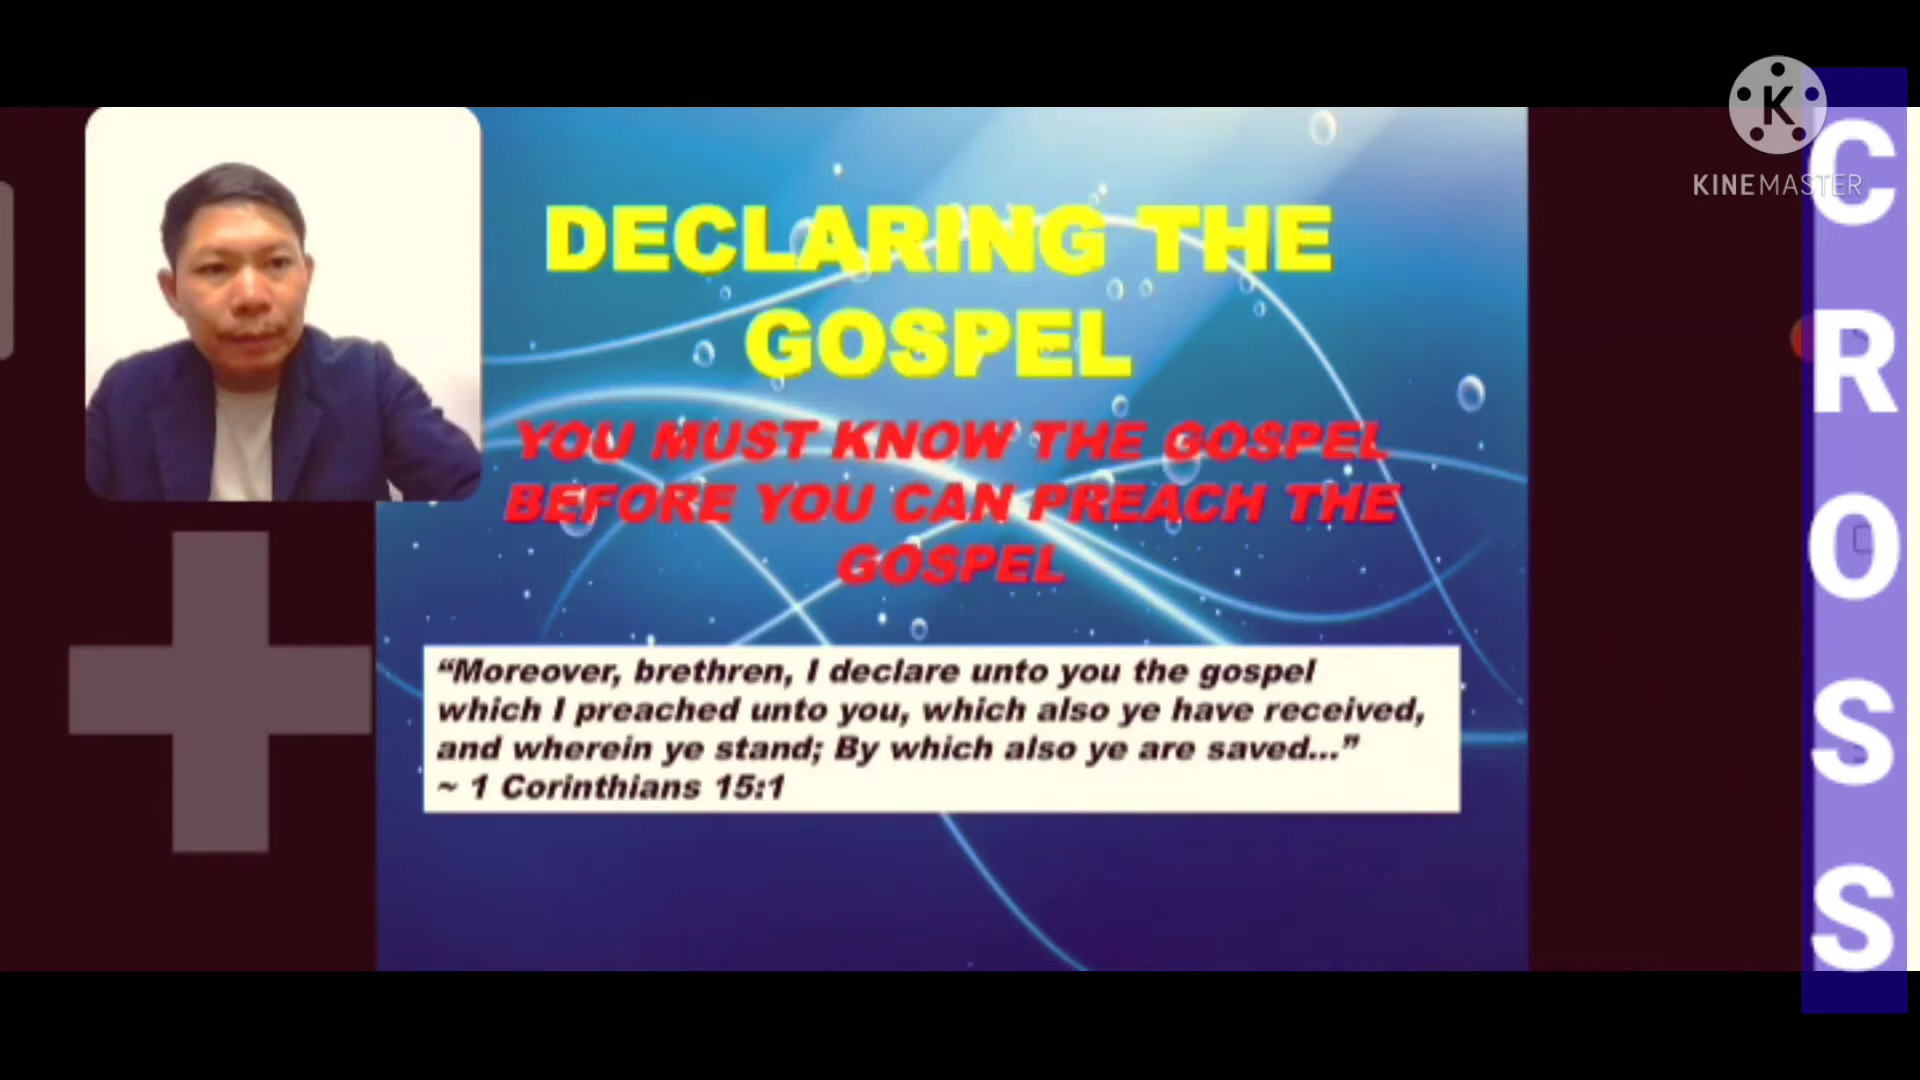 DECLARING THE
GOSPEL
YOU MUST KNOW THE GOSPEL
BEFORE YOU CAN PREACH THE
GOSPEL
“Moreover, brethren, I declare unto you the gospel
which I preached unto you, which also ye have received,
and wherein ye stand; By which also ye are saved...”
~ 1 Corinthians 15:1
K
KINEMASTER
C
R
O
S
S